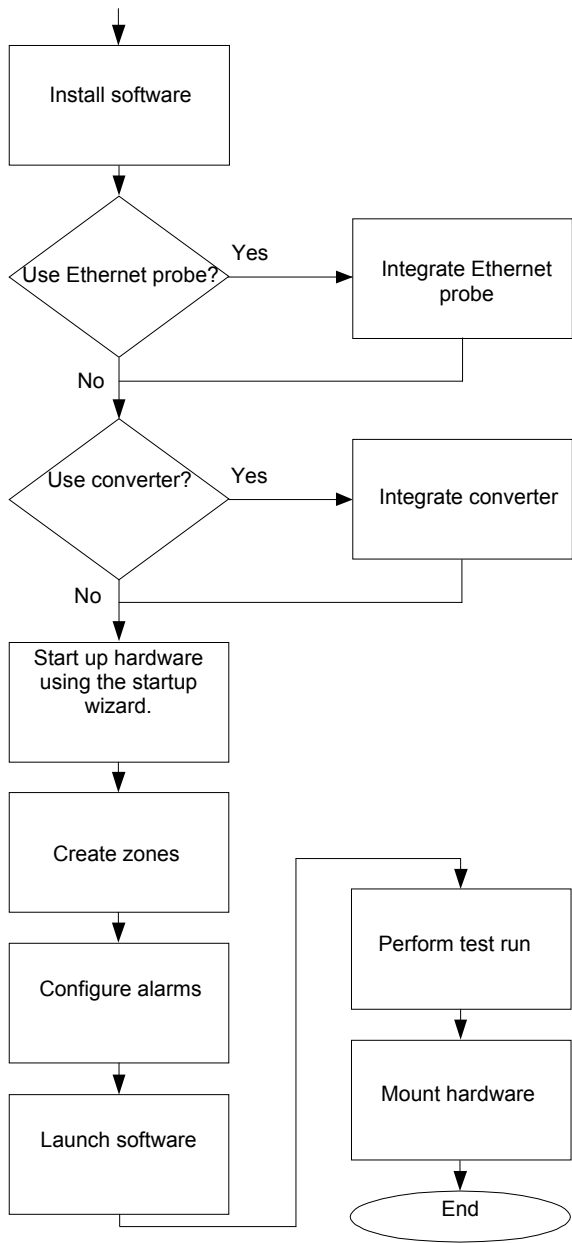 Install software
Use Ethernet probe?
Yes
Integrate Ethernet
probe
No
Use converter?
Yes
Integrate converter
No
Start up hardware
using the startup
wizard.
Create zones
Configure alarms
Launch software
Perform test run
Mount hardware
End